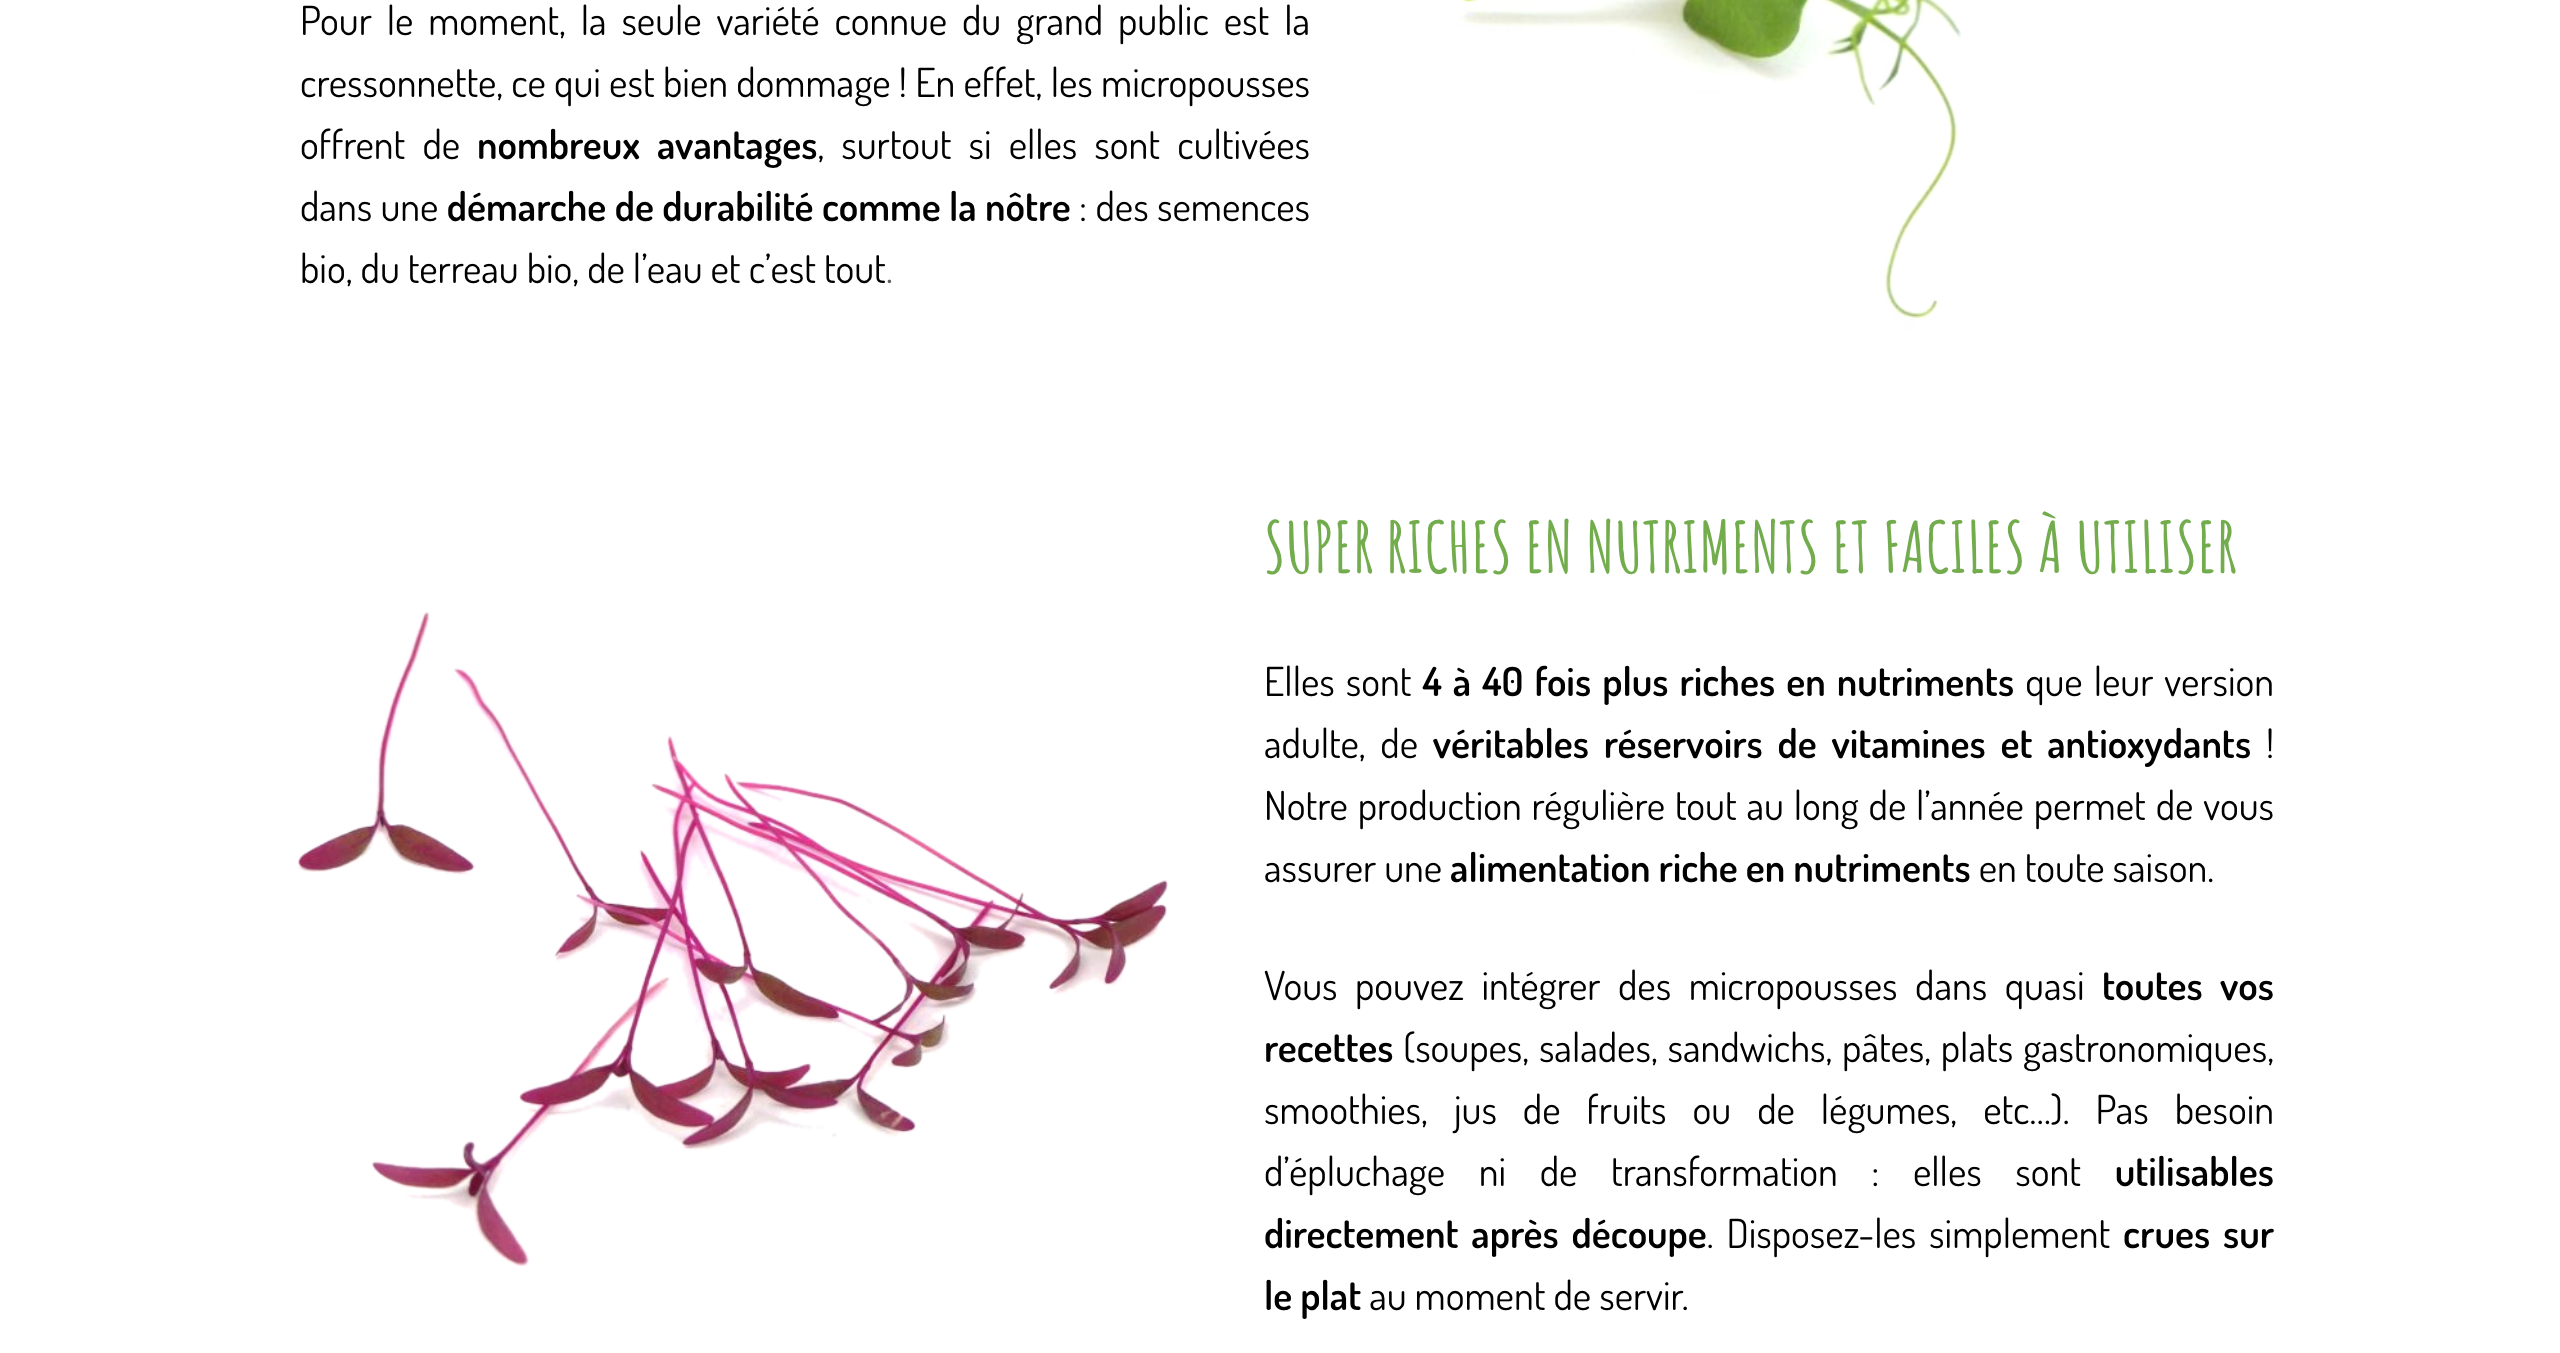 Pour le moment, la seule variété connue du grand public est la
cressonnette, ce qui est bien dommage ! En effet, les micropousses
offrent de nombreux avantages, surtout si elles sont cultivées
dans une démarche de durabilité comme la nôtre : des semences
bio, du terreau bio, de l’eau et c’est tout.
SUPER RICHES EN NUTRIMENTS ET FACILES À UTILISER
Elles sont 4 à 40 fois plus riches en nutriments que leur version
adulte, de véritables réservoirs de vitamines et antioxydants !
Notre production régulière tout au long de l’année permet de vous
assurer une alimentation riche en nutriments en toute saison.
Vous pouvez intégrer des micropousses dans quasi toutes vos
recettes (soupes, salades, sandwichs, pâtes, plats gastronomiques,
smoothies, jus de fruits ou de légumes, etc…). Pas besoin
d’épluchage ni de transformation : elles sont utilisables
directement après découpe. Disposez-les simplement crues sur
le plat au moment de servir.